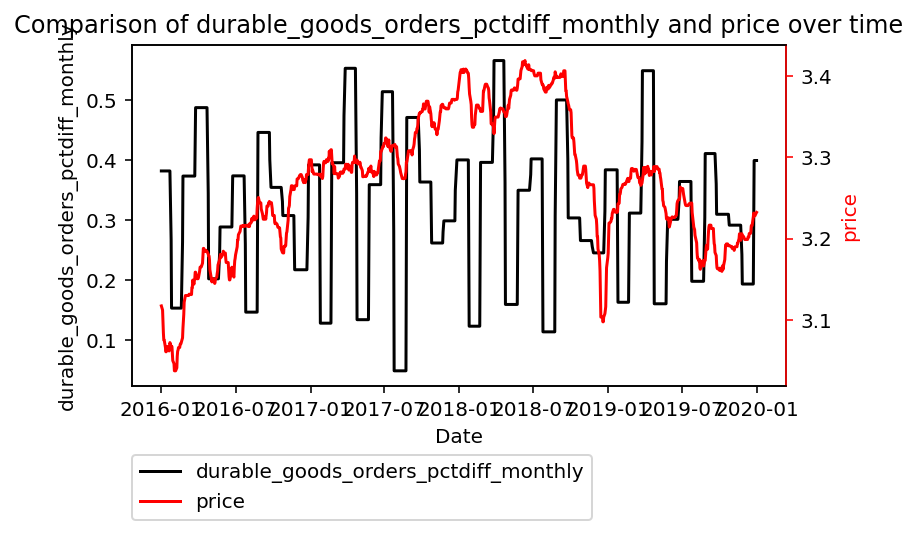 Comparison of durable_goods_orders_pctdiff_monthly and price over time
durable_goods_orders_pctdiff_monthly
0.5
0.4
0.3
0.2
0.1
3.4
3.3
3.2
3.1
price
2016-01 2016-07 2017-01 2017-07 2018-01 2018-07 2019-01 2019-07 2020-01
Date
durable_goods_orders_pctdiff_monthly
price